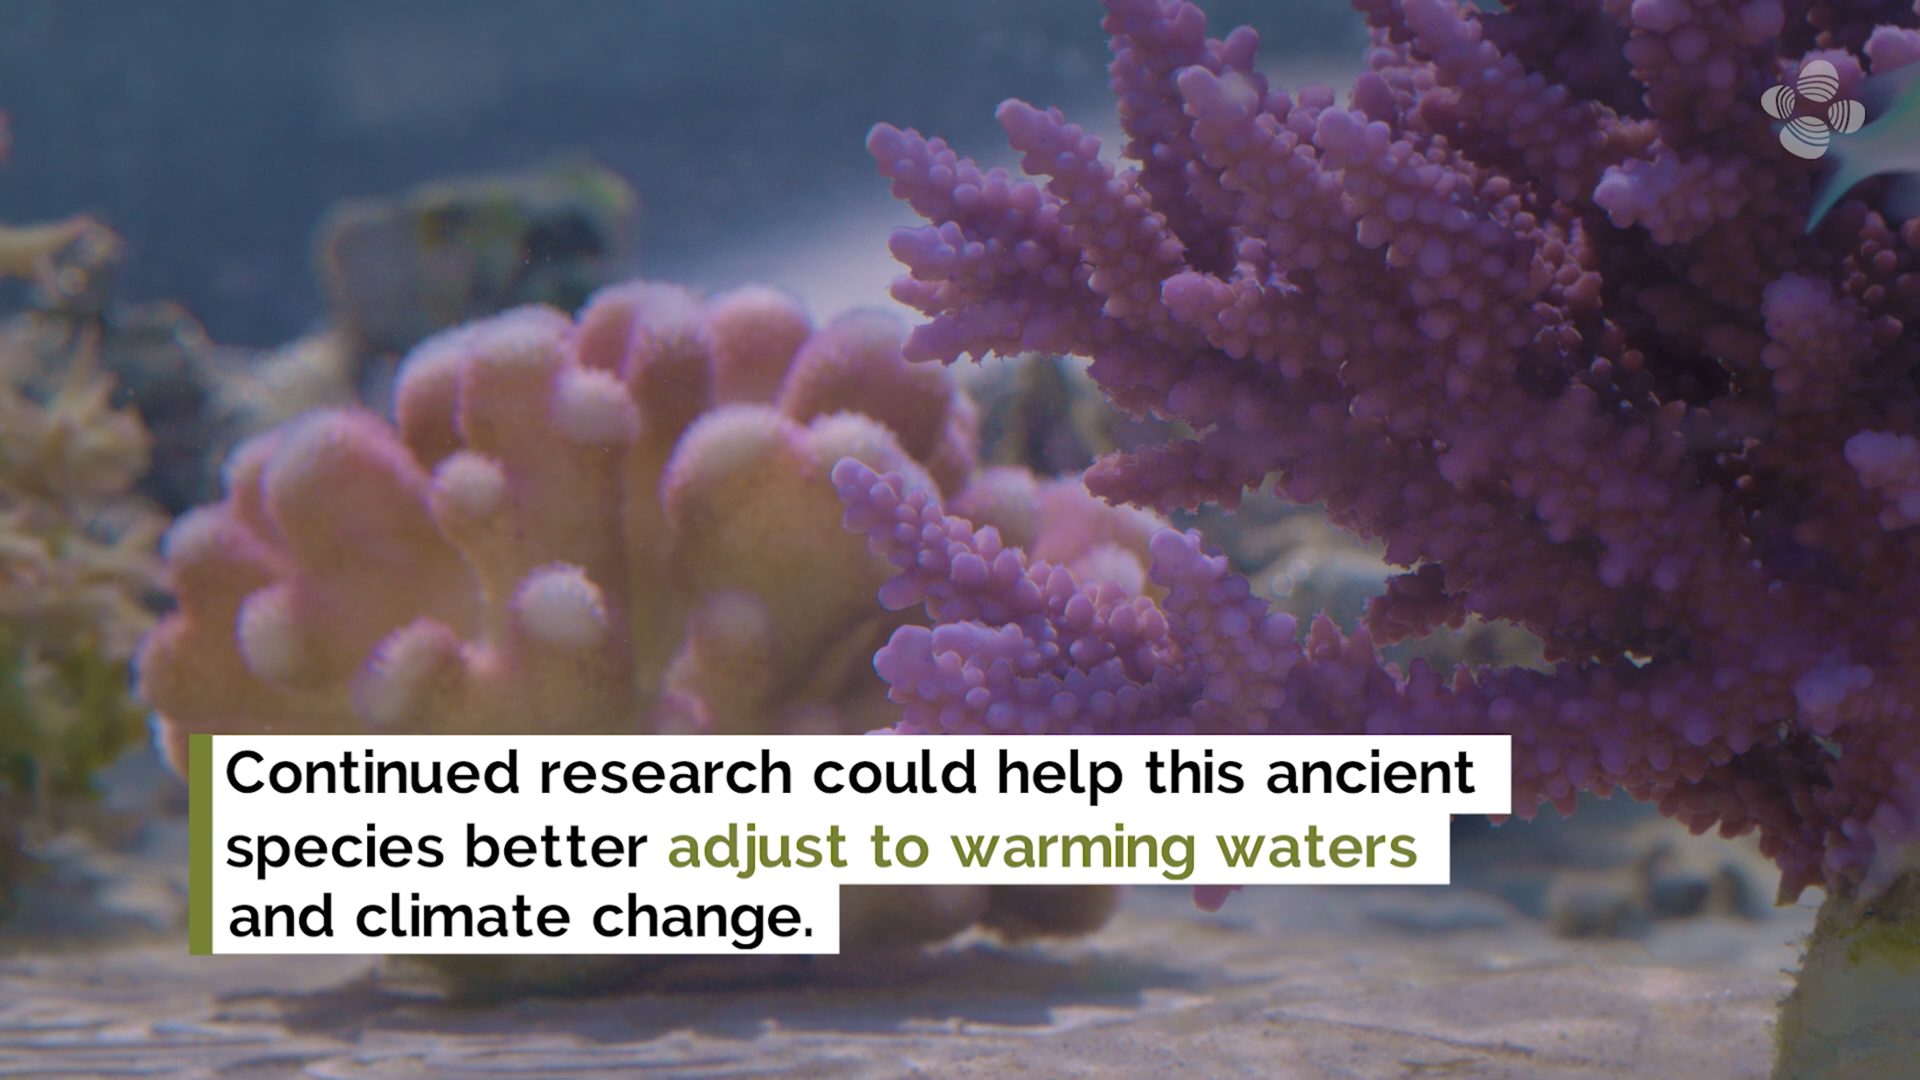 Continued research could help this ancient
species better adjust to warming waters
and climate change.